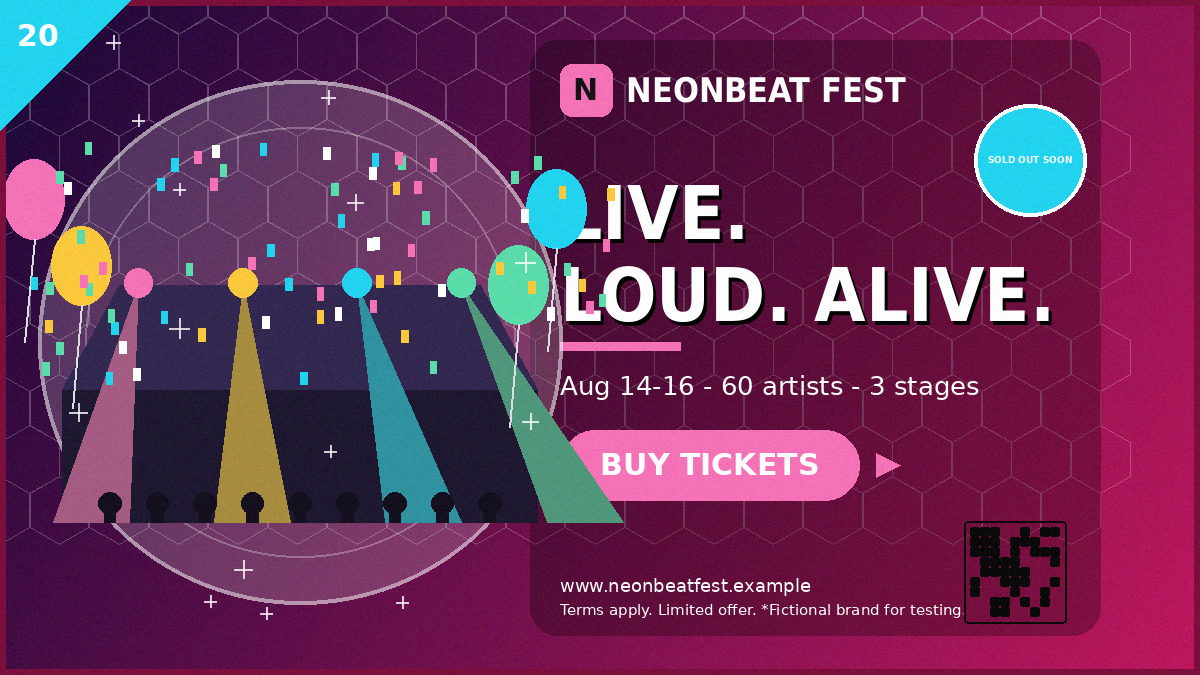 20
N NEONBEAT FEST
SOLD OUT SOON
LIVE.
LOUD. ALIVE.
Aug 14-16 - 60 artists - 3 stages
BUY TICKETS
www.neonbeatfest.example
Terms apply. Limited offer. *Fictional brand for testing.